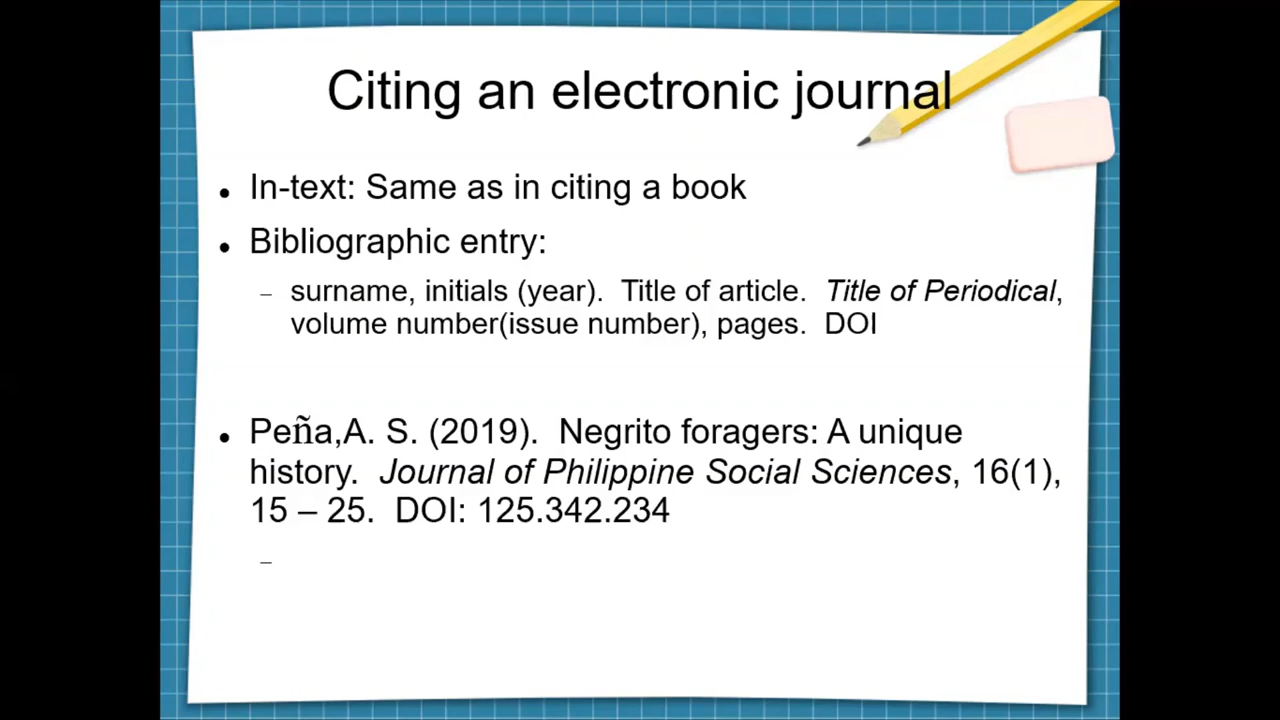 Citing an electronic journal
• In-text: Same as in citing a book
• Bibliographic entry:
– surname, initials (year).  Title of article.  Title of Periodical,
volume number(issue number), pages.  DOI
• Peña,A. S. (2019).  Negrito foragers: A unique
history.  Journal of Philippine Social Sciences, 16(1),
15 – 25.  DOI: 125.342.234
–